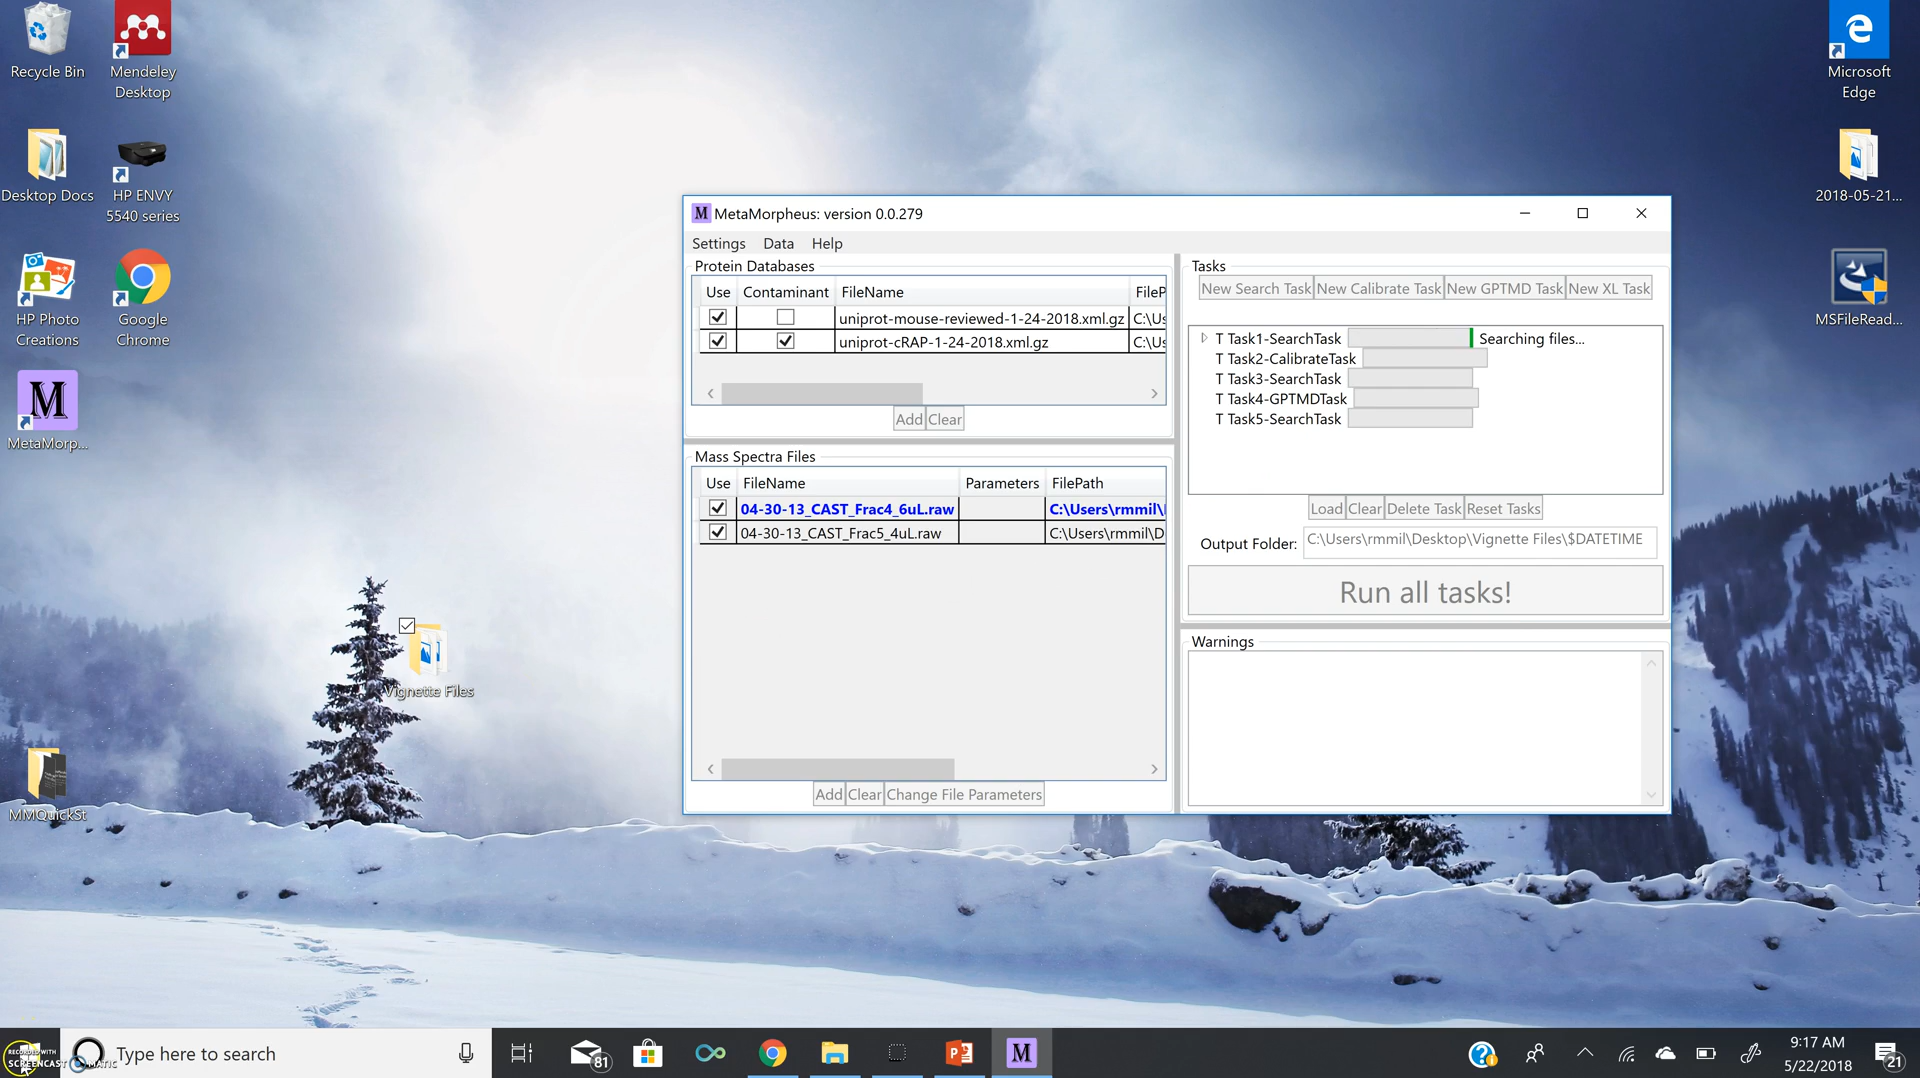 Recycle Bin
Mendeley
Desktop
Microsoft
Edge
Desktop Docs
HP ENVY
5540 series
2018-05-21...
HP Photo
Creations
Google
Chrome
MSFileRead...
MetaMorp...
Vignette Files
MMQuickSt
M MetaMorpheus: version 0.0.279
Settings Data Help
Protein Databases
Use Contaminant FileName FileP
uniprot-mouse-reviewed-1-24-2018.xml.gz C:\Us
uniprot-cRAP-1-24-2018.xml.gz C:\Us
Add Clear
Mass Spectra Files
Use FileName Parameters FilePath
04-30-13_CAST_Frac4_6uL.raw C:\Users\rmmil\
04-30-13_CAST_Frac5_4uL.raw C:\Users\rmmil\D
Add Clear Change File Parameters
Tasks
New Search Task New Calibrate Task New GPTMD Task New XL Task
T Task1-SearchTask Searching files...
T Task2-CalibrateTask
T Task3-SearchTask
T Task4-GPTMDTask
T Task5-SearchTask
Load Clear Delete Task Reset Tasks
Output Folder: C:\Users\rmmil\Desktop\Vignette Files\$DATETIME
Run all tasks!
Warnings
RECORDED WITH
SCREENCAST MATIC
Type here to search
81
M
9:17 AM
5/22/2018
21